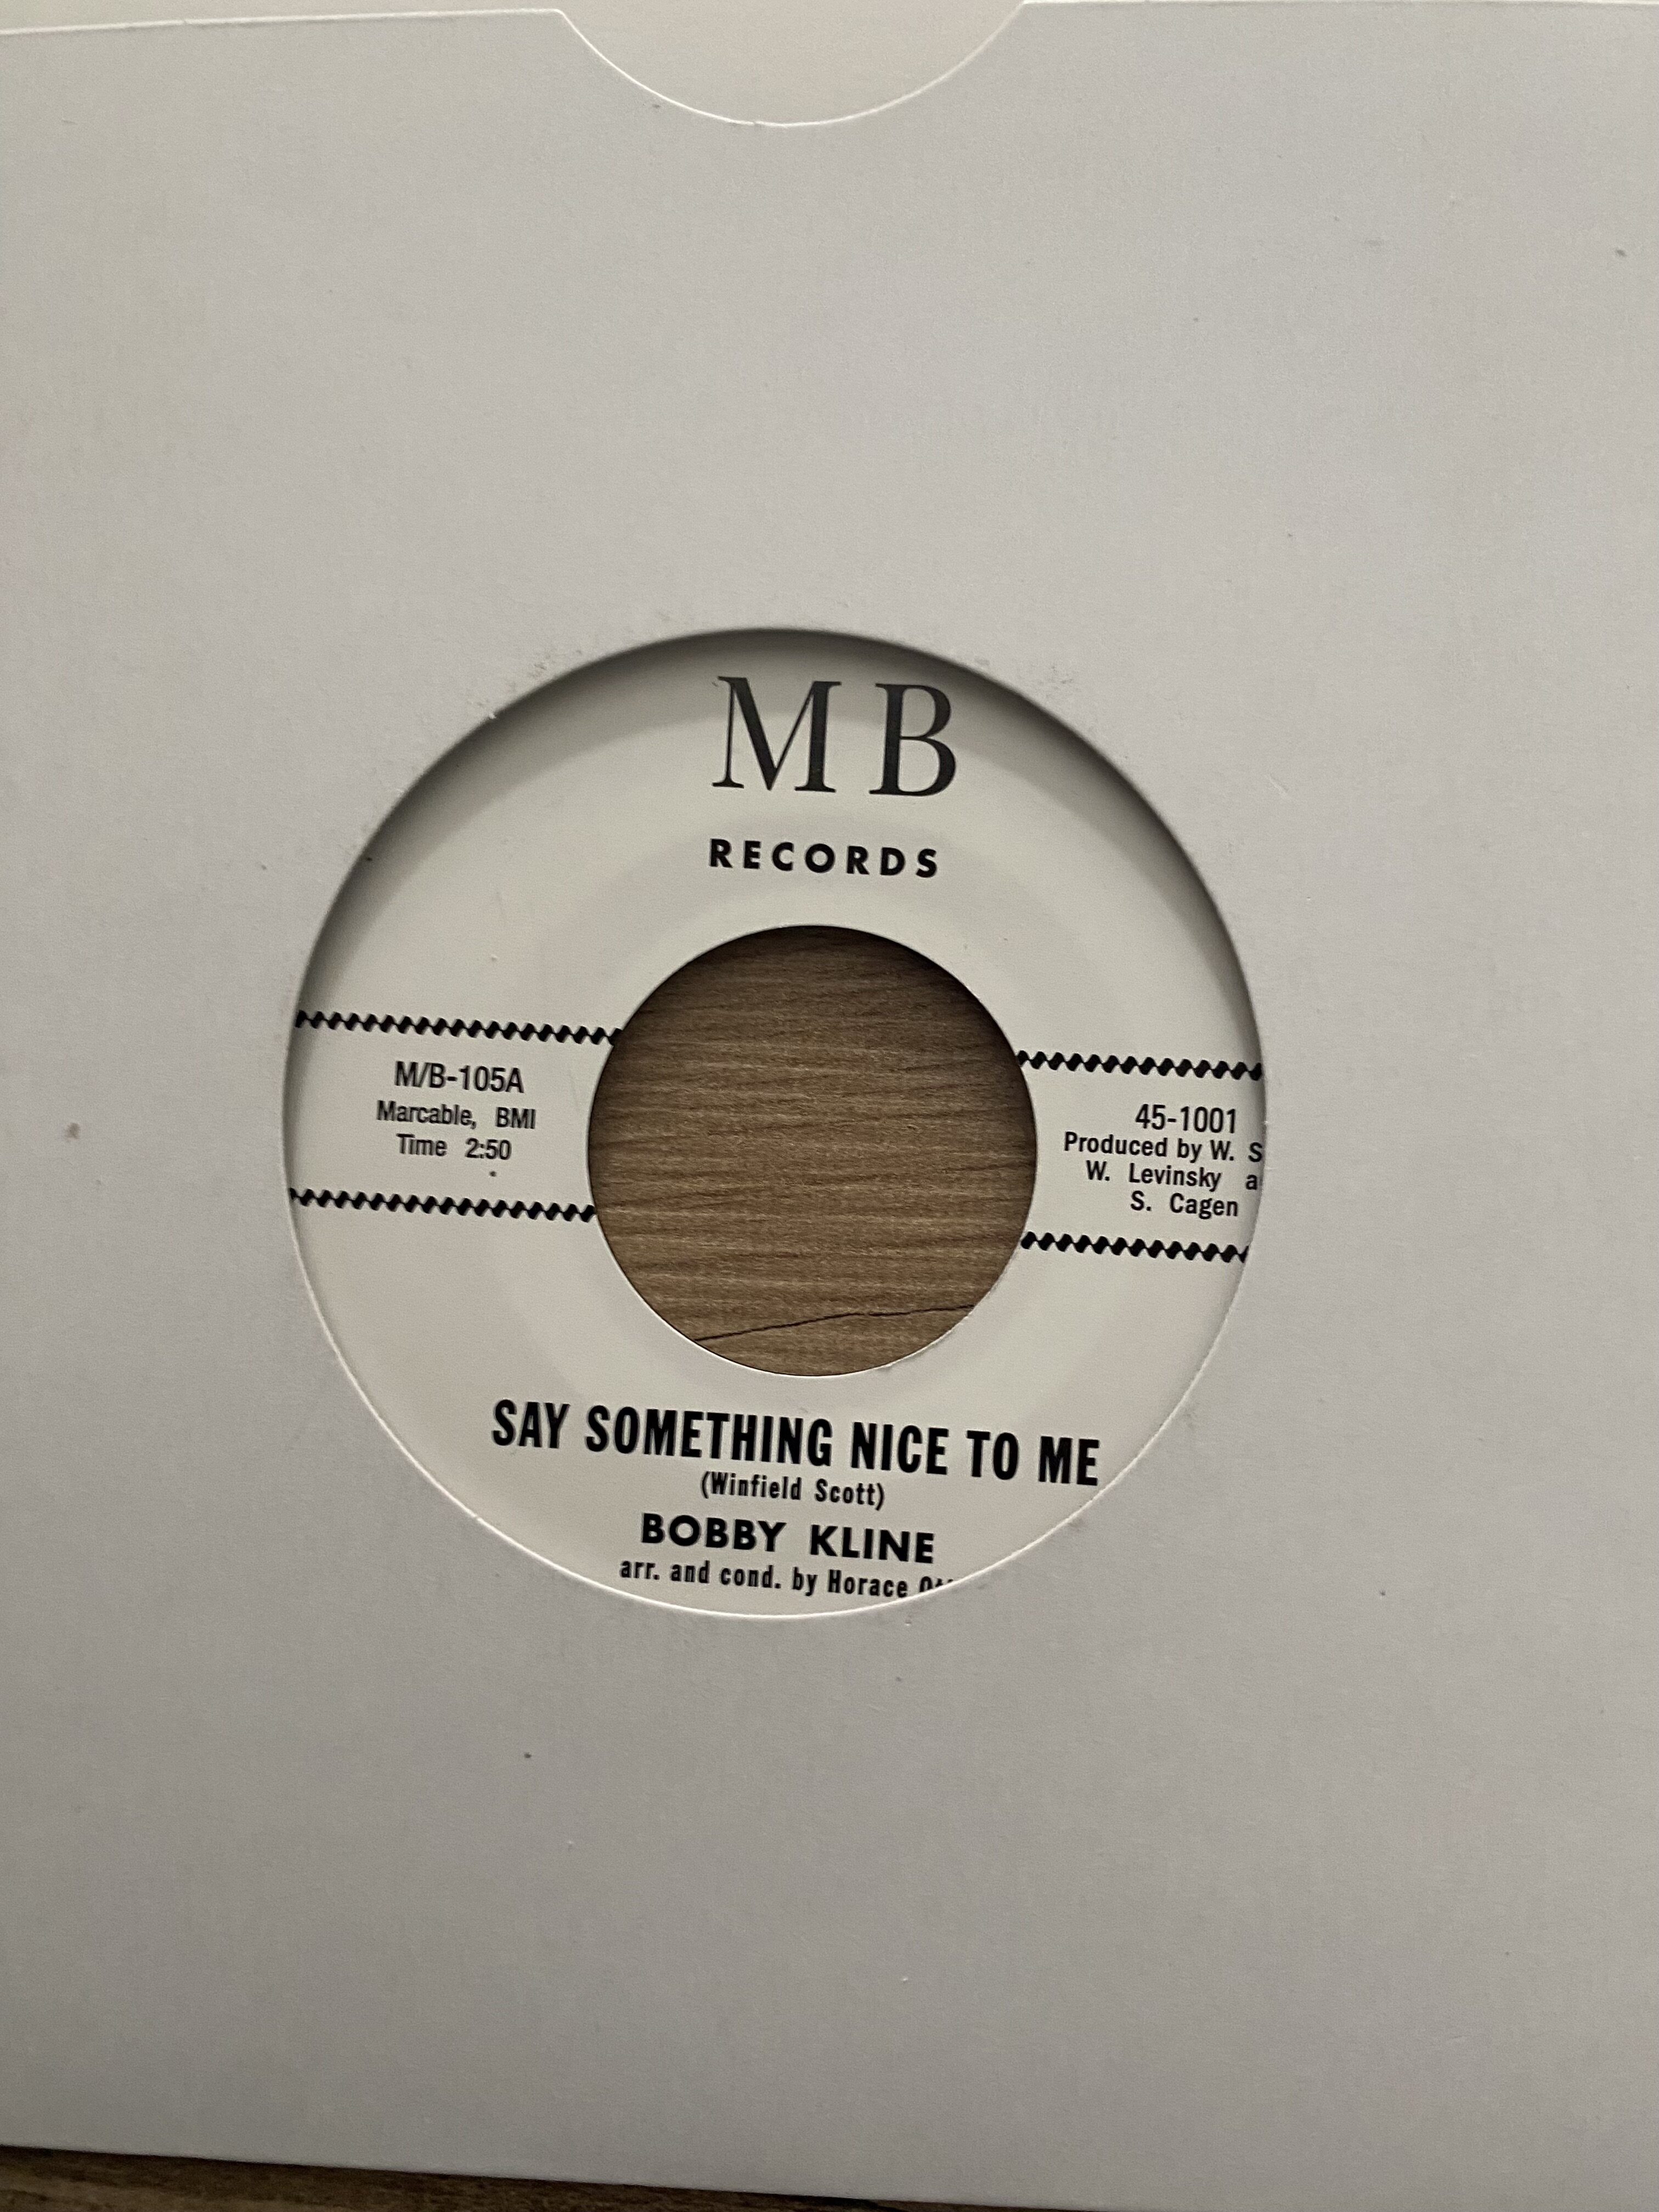 M B
RECORDS
M/B-105A
Marcable, BMI
Time 2:50
45-1001
Produced by W. S
W. Levinsky a
S. Cagen
SAY SOMETHING NICE TO ME
(Winfield Scott)
BOBBY KLINE
arr. and cond. by Horace